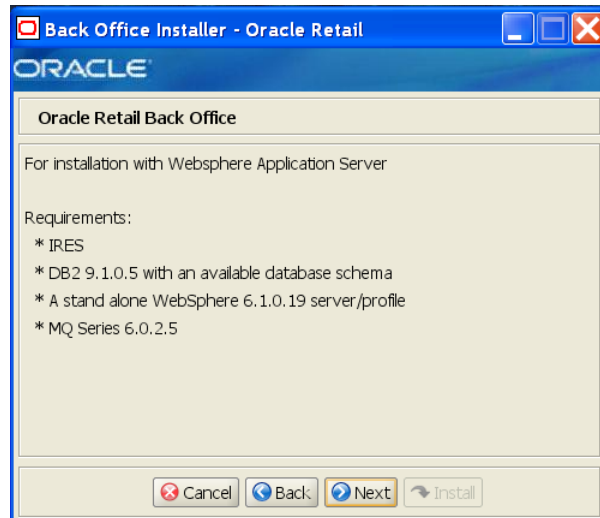 Back Office Installer - Oracle Retail
ORACLE
Oracle Retail Back Office
For installation with Websphere Application Server
Requirements:
* IRES
* DB2 9.1.0.5 with an available database schema
* A stand alone WebSphere 6.1.0.19 server/profile
* MQ Series 6.0.2.5
Cancel Back Next Install